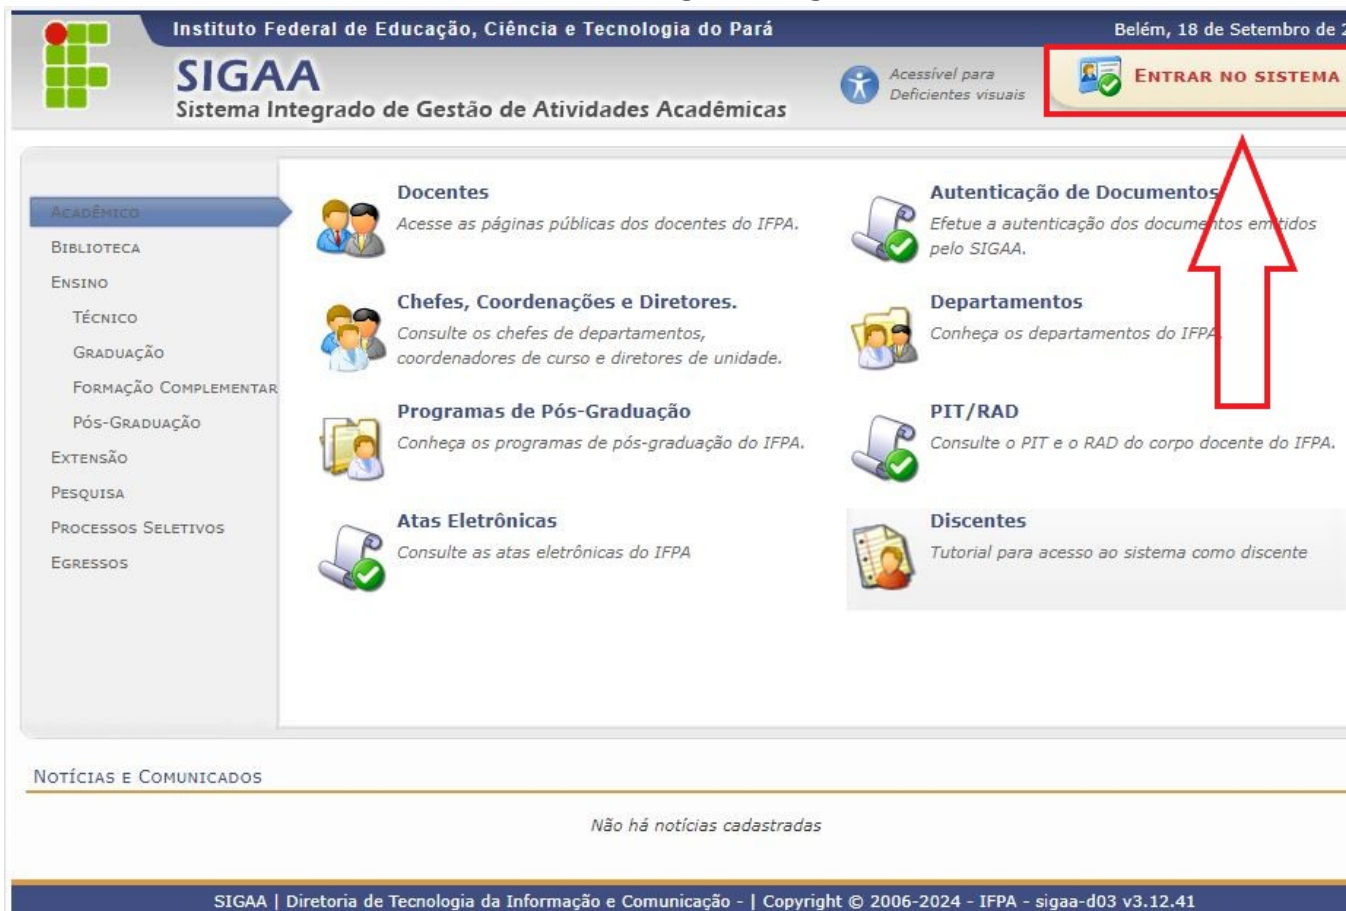 Instituto Federal de Educação, Ciência e Tecnologia do Pará
Belém, 18 de Setembro de
SIGAA
Sistema Integrado de Gestão de Atividades Acadêmicas
Acessível para
Deficientes visuais
ENTRAR NO SISTEMA
ACADÊMICO
BIBLIOTECA
ENSINO
TÉCNICO
GRADUAÇÃO
FORMAÇÃO COMPLEMENTAR
PÓS-GRADUAÇÃO
EXTENSÃO
PESQUISA
PROCESSOS SELETIVOS
EGRESSOS
Docentes
Acesse as páginas públicas dos docentes do IFPA.
Autenticação de Documentos
Efetue a autenticação dos documentos emitidos
pelo SIGAA.
Chefes, Coordenações e Diretores.
Consulte os chefes de departamentos,
coordenadores de curso e diretores de unidade.
Departamentos
Conheça os departamentos do IFPA.
Programas de Pós-Graduação
Conheça os programas de pós-graduação do IFPA.
PIT/RAD
Consulte o PIT e o RAD do corpo docente do IFPA.
Atas Eletrônicas
Consulte as atas eletrônicas do IFPA
Discentes
Tutorial para acesso ao sistema como discente
NOTÍCIAS E COMUNICADOS
Não há notícias cadastradas
SIGAA | Diretoria de Tecnologia da Informação e Comunicação - | Copyright © 2006-2024 - IFPA - sigaa-d03 v3.12.41